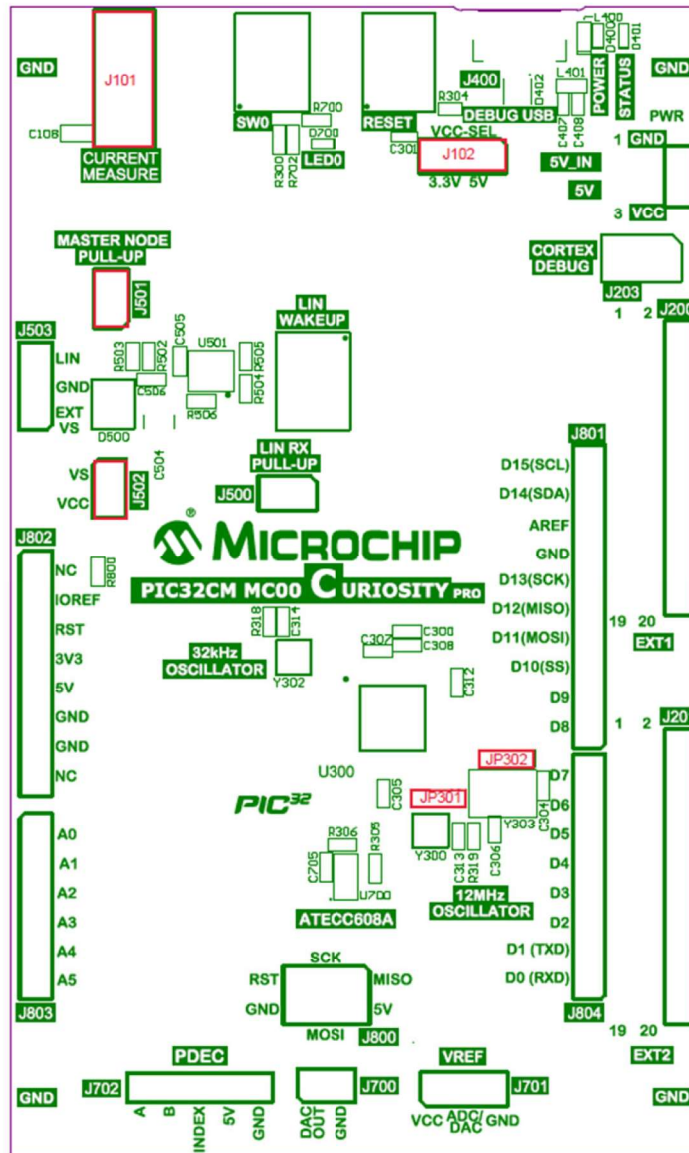 GND
J101
C108
CURRENT
MEASURE
SW0
R700
R300
R702
D700
LED0
RESET
C301
R304
J400
D402
DEBUG USB
VCC-SEL
J102
3.3V 5V
L400
D400
D401
L401
C407
C408
POWER
STATUS
GND
PWR
1 GND
5V_IN
5V
3 VCC
MASTER NODE
PULL-UP
J501
CORTEX
DEBUG
J203
1 2
J200
J503
LIN
GND
EXT
VS
R503
R502
C505
U501
R505
R504
C506
R506
D500
C504
LIN
WAKEUP
VS
VCC
J502
LIN RX
PULL-UP
J500
J801
D15(SCL)
D14(SDA)
AREF
GND
D13(SCK)
D12(MISO)
D11(MOSI)
D10(SS)
D9
D8
19 20
EXT1
® MICROCHIP
PIC32CM MC00 CURIOSITY PRO
J802
NC
IOREF
RST
3V3
5V
GND
GND
NC
R800
R318
C314
32kHz
OSCILLATOR
Y302
C300
C307
C308
C312
U300
PIC32
1 2
J20
JP302
JP301
C305
Y303
C304
Y300
C313
R319
C306
12MHz
OSCILLATOR
D7
D6
D5
D4
D3
D2
D1 (TXD)
D0 (RXD)
J804
19 20
EXT2
A0
A1
A2
A3
A4
A5
J803
R306
C705
R305
U700
ATECC608A
SCK
RST MISO
GND 5V
MOSI J800
PDEC
J702
A
B
INDEX
5V
GND
J700
DAC
OUT
GND
VREF
J701
VCC ADC/
DAC GND
GND
GND